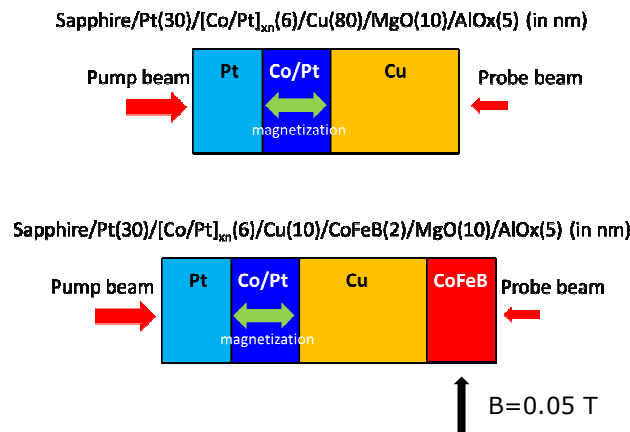 Sapphire/Pt(30)/[Co/Pt]xn(6)/Cu(80)/MgO(10)/AlOx(5) (in nm)
Pump beam Pt Co/Pt Cu Probe beam
magnetization
Sapphire/Pt(30)/[Co/Pt]xn(6)/Cu(10)/CoFeB(2)/MgO(10)/AlOx(5) (in nm)
Pump beam Pt Co/Pt Cu CoFeB Probe beam
magnetization
B=0.05 T